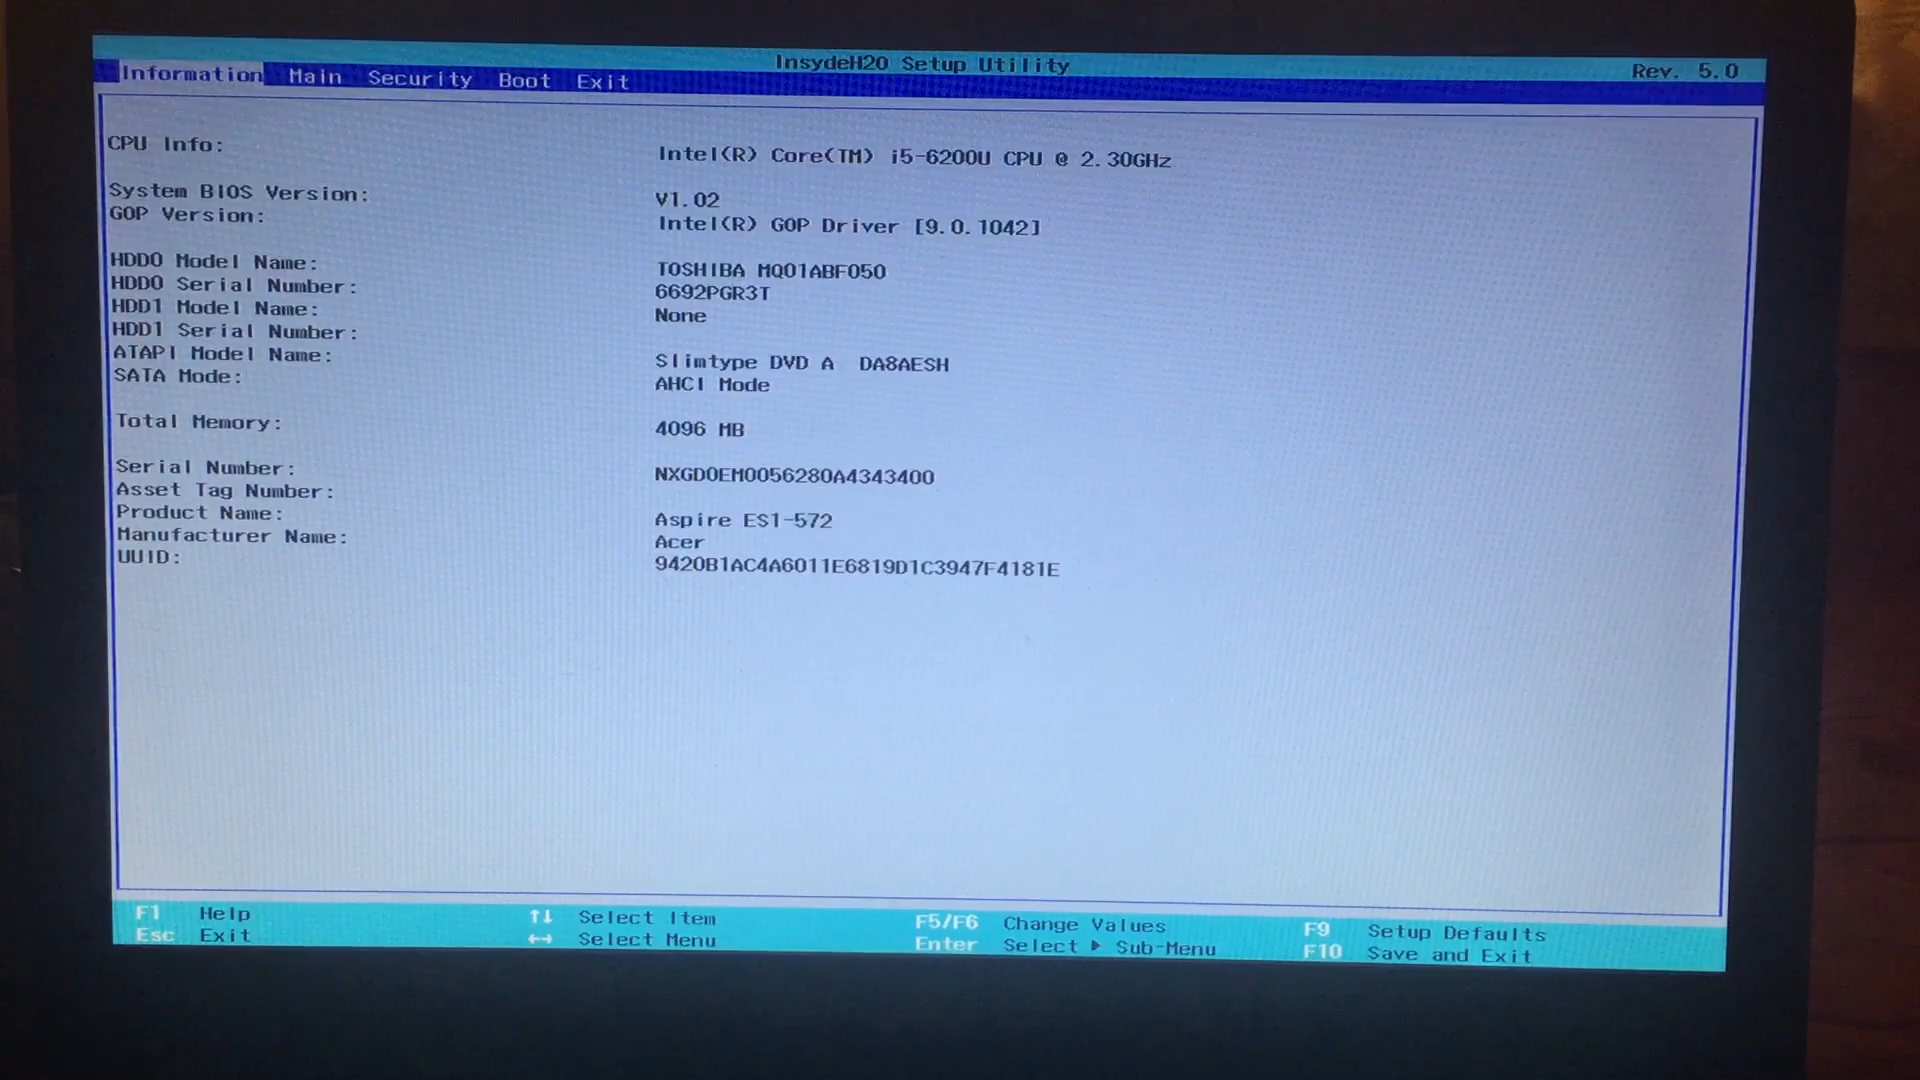 InsydeH20 Setup Utility Rev. 5.0
Information Main Security Boot Exit
CPU Info: Intel(R) Core(TM) i5-6200U CPU @ 2.30GHz
System BIOS Version: V1.02
GOP Version: Intel(R) GOP Driver [9.0.1042]
HDD0 Model Name: TOSHIBA MQ01ABF050
HDD0 Serial Number: 6692PGR3T
HDD1 Model Name: None
HDD1 Serial Number:
ATAPI Model Name: Slimtype DVD A DA8AESH
SATA Mode: AHCI Mode
Total Memory: 4096 MB
Serial Number: NXGD0EM0056280A4343400
Asset Tag Number:
Product Name: Aspire ES1-572
Manufacturer Name: Acer
UUID: 9420B1AC4A6011E6819D1C3947F4181E
F1 Help ↑↓ Select Item F5/F6 Change Values F9 Setup Defaults
Esc Exit ←→ Select Menu Enter Select ▶ Sub-Menu F10 Save and Exit